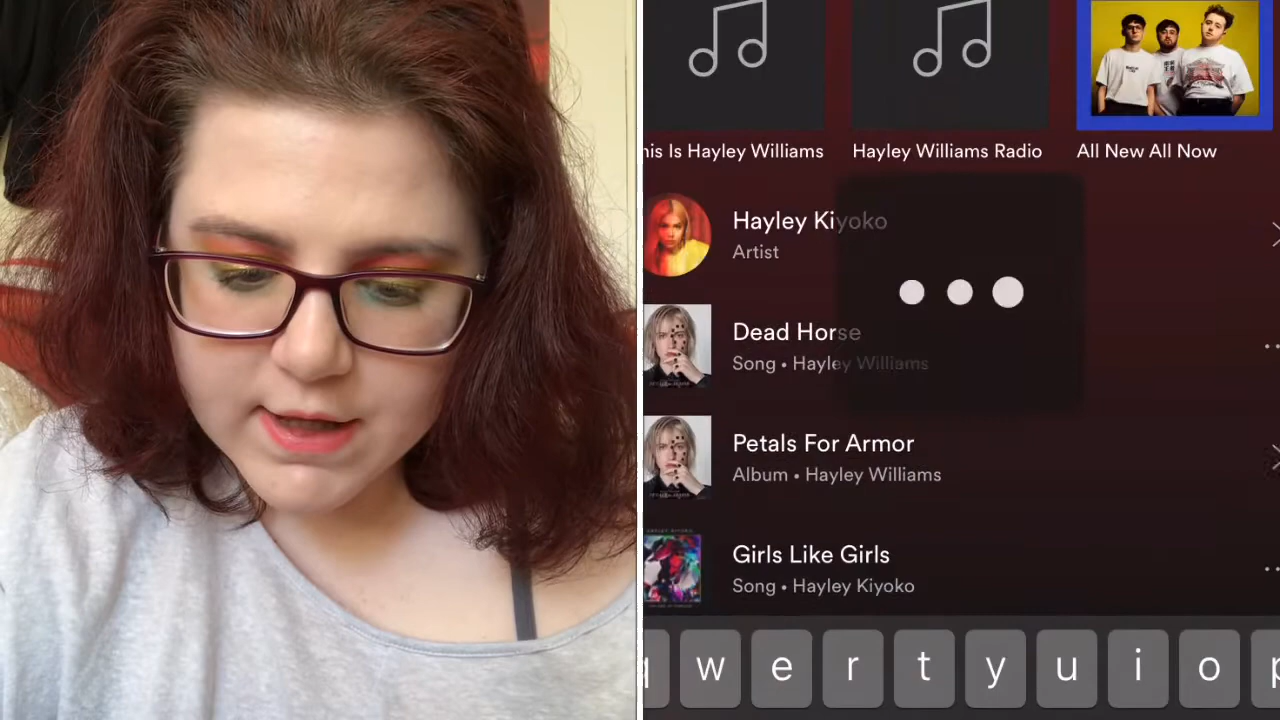 his Is Hayley Williams
Hayley Williams Radio
All New All Now
Hayley Kiyoko
Artist
Dead Horse
Song • Hayley Williams
Petals For Armor
Album • Hayley Williams
Girls Like Girls
Song • Hayley Kiyoko
q w e r t y u i o p